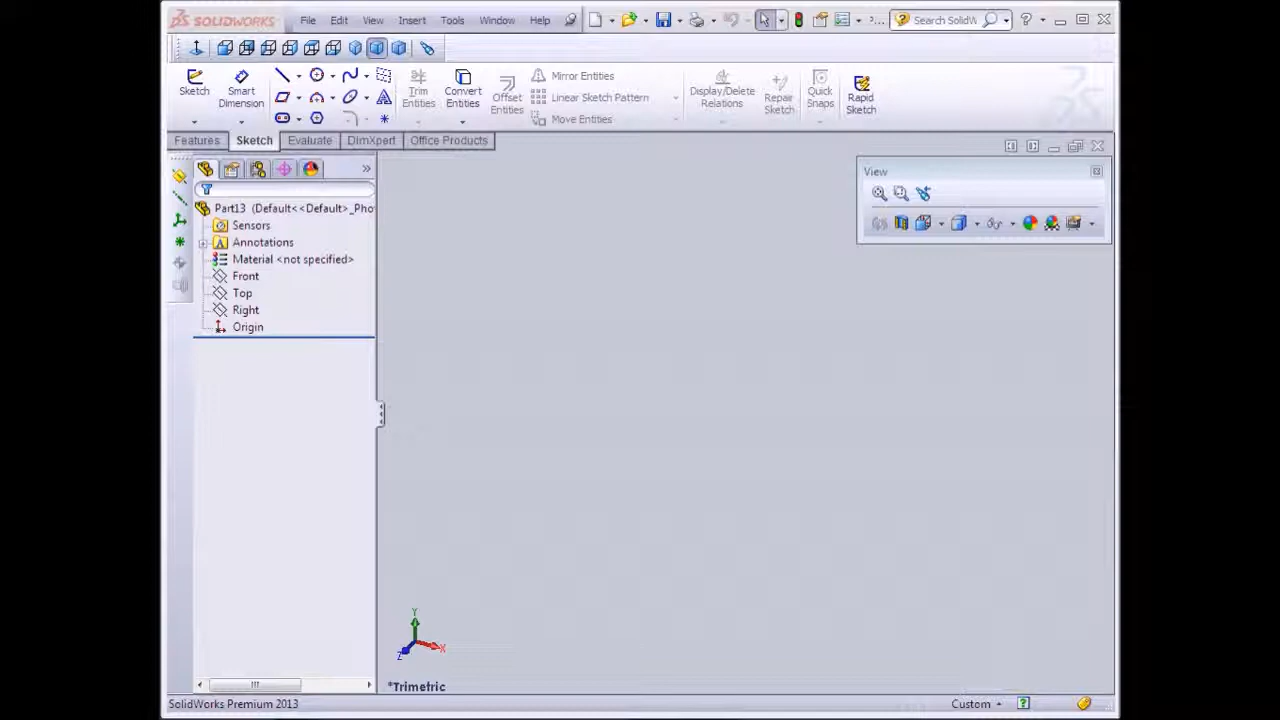 SOLIDWORKS File Edit View Insert Tools Window Help Search SolidW
Sketch Smart Dimension Trim Entities Convert Entities Offset Entities Mirror Entities Linear Sketch Pattern Move Entities Display/Delete Relations Repair Sketch Quick Snaps Rapid Sketch
Features Sketch Evaluate DimXpert Office Products
View
Part13 (Default<<Default>_Pho
Sensors
Annotations
Material <not specified>
Front
Top
Right
Origin
Y
X
Z
*Trimetric
SolidWorks Premium 2013 Custom